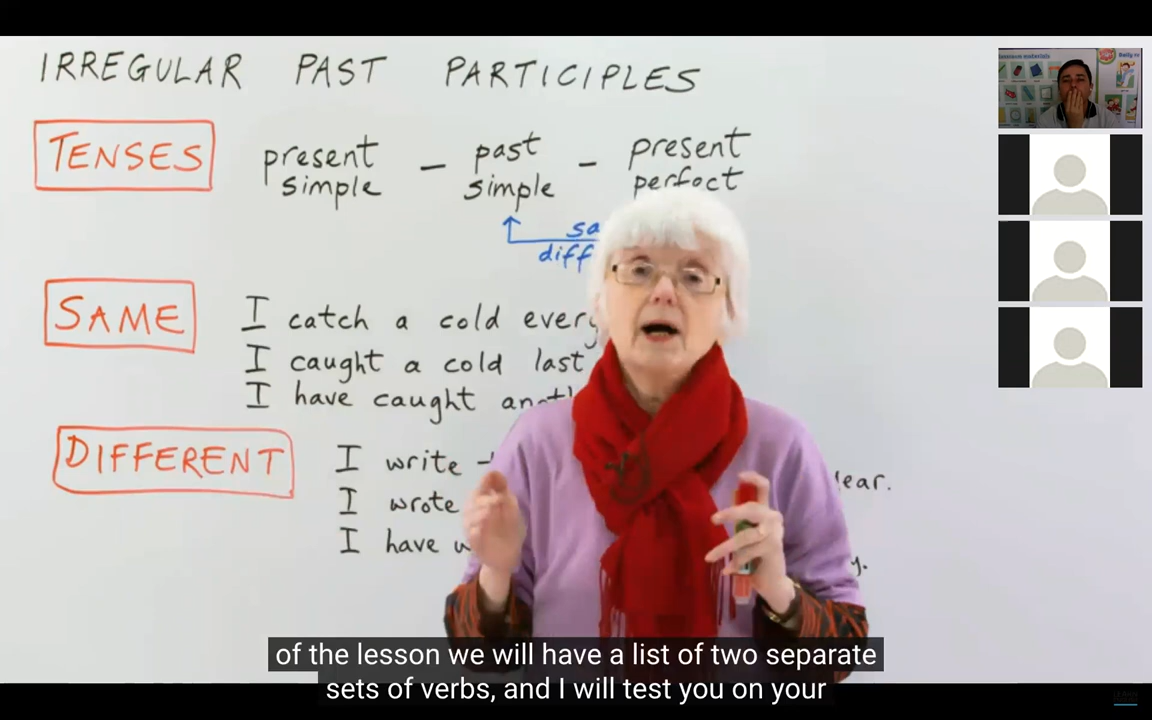 IRREGULAR PAST PARTICIPLES
TENSES
present simple – past simple – present perfect
SAME
I catch a cold every
I caught a cold last
I have caught
DIFFERENT
I write
I wrote
I have
of the lesson we will have a list of two separate
sets of verbs, and I will test you on your